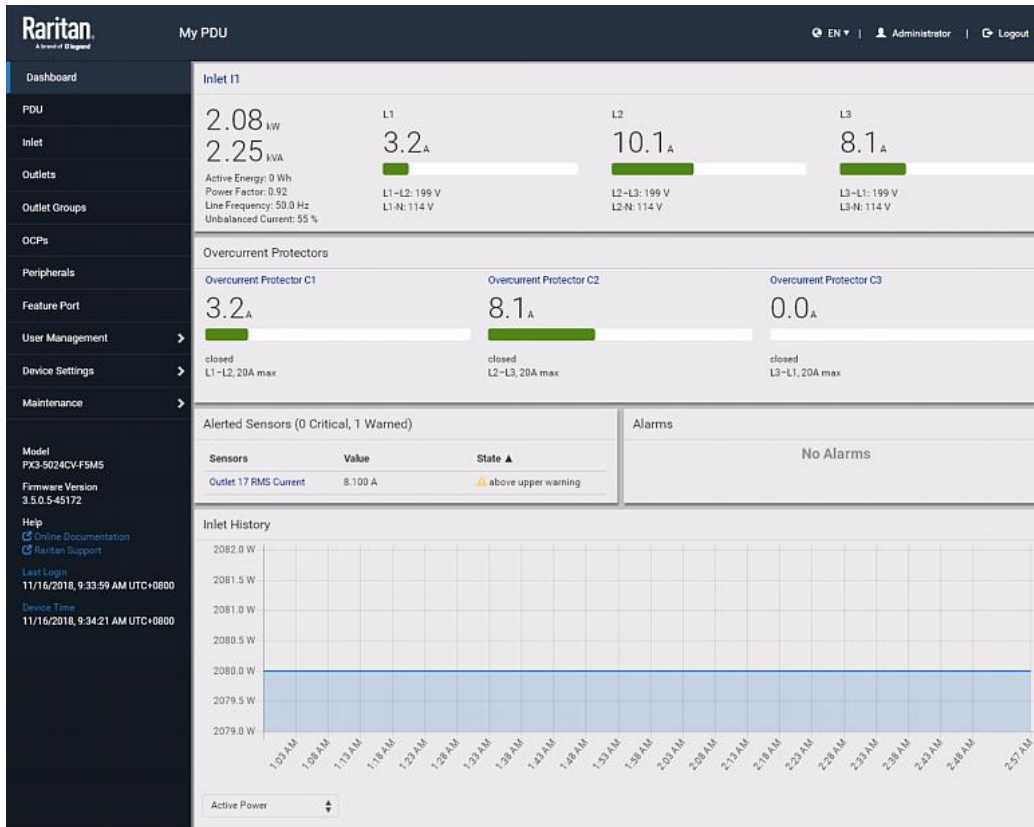 Raritan.
A brand of legrand
My PDU
EN
Administrator
Logout
Dashboard
PDU
Inlet
Outlets
Outlet Groups
OCPs
Peripherals
Feature Port
User Management
Device Settings
Maintenance
Model
PX3-5024CV-F5M5
Firmware Version
3.5.0.5-45172
Help
Online Documentation
Raritan Support
Last Login
11/16/2018, 9:33:59 AM UTC+0800
Device Time
11/16/2018, 9:34:21 AM UTC+0800
Inlet I1
2.08 kW
2.25 kVA
Active Energy: 0 Wh
Power Factor: 0.92
Line Frequency: 50.0 Hz
Unbalanced Current: 55 %
L1
3.2 A
L1-L2: 199 V
L1-N: 114 V
L2
10.1 A
L2-L3: 199 V
L2-N: 114 V
L3
8.1 A
L3-L1: 199 V
L3-N: 114 V
Overcurrent Protectors
Overcurrent Protector C1
3.2 A
closed
L1-L2, 20A max
Overcurrent Protector C2
8.1 A
closed
L2-L3, 20A max
Overcurrent Protector C3
0.0 A
closed
L3-L1, 20A max
Alerted Sensors (0 Critical, 1 Warned)
Sensors Value State ▲
Outlet 17 RMS Current 8.100 A above upper warning
Alarms
No Alarms
Inlet History
2082.0 W
2081.5 W
2081.0 W
2080.5 W
2080.0 W
2079.5 W
2079.0 W
1:03 AM
1:08 AM
1:13 AM
1:18 AM
1:23 AM
1:28 AM
1:33 AM
1:38 AM
1:43 AM
1:48 AM
1:53 AM
1:58 AM
2:03 AM
2:08 AM
2:13 AM
2:18 AM
2:23 AM
2:28 AM
2:33 AM
2:38 AM
2:43 AM
2:48 AM
2:57 AM
Active Power